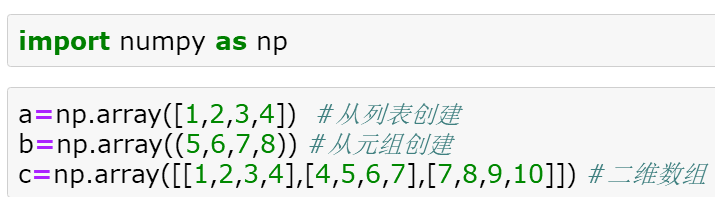 import numpy as np
a=np.array([1,2,3,4]) #从列表创建
b=np.array((5,6,7,8)) #从元组创建
c=np.array([[1,2,3,4],[4,5,6,7],[7,8,9,10]]) #二维数组